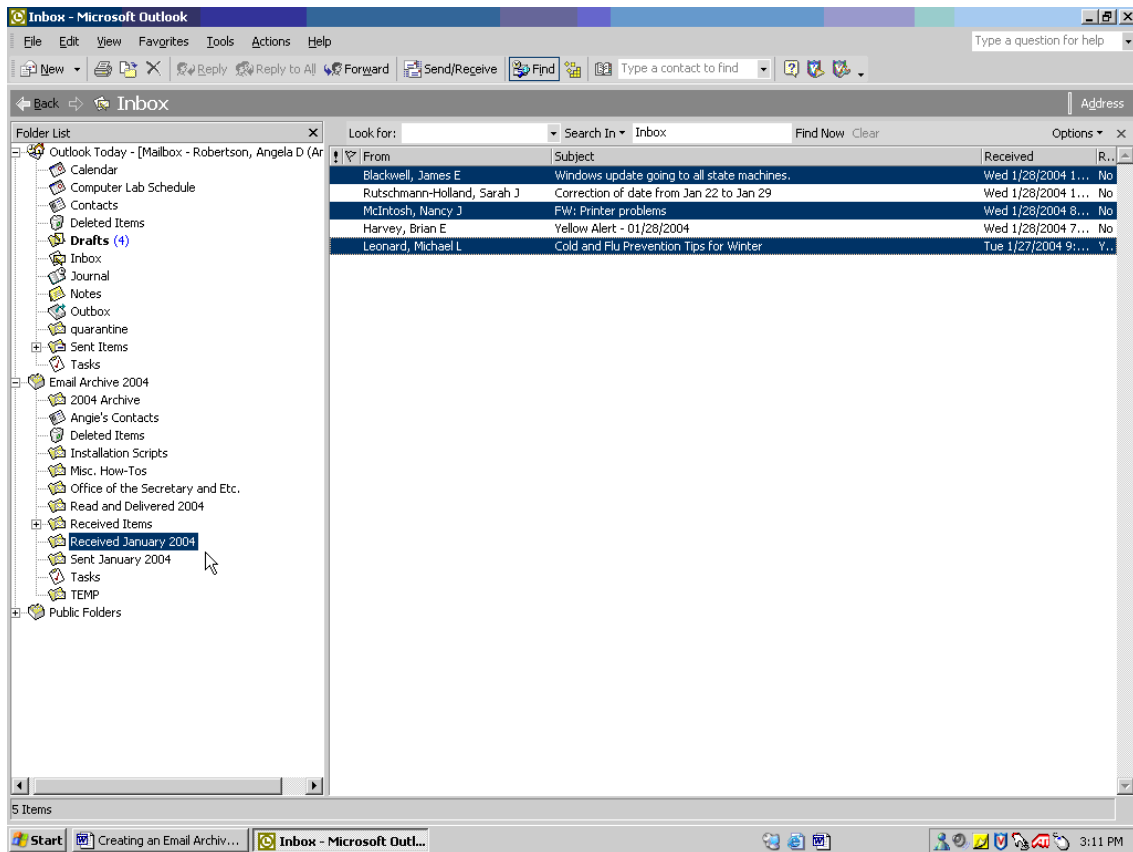 Inbox - Microsoft Outlook
File Edit View Favorites Tools Actions Help
Type a question for help
New Reply Reply to All Forward Send/Receive Find Type a contact to find
Back Inbox Address
Folder List
Look for: Search In Inbox Find Now Clear Options
Outlook Today - [Mailbox - Robertson, Angela D (Ar
Calendar
Computer Lab Schedule
Contacts
Deleted Items
Drafts (4)
Inbox
Journal
Notes
Outbox
quarantine
Sent Items
Tasks
Email Archive 2004
2004 Archive
Angie's Contacts
Deleted Items
Installation Scripts
Misc. How-Tos
Office of the Secretary and Etc.
Read and Delivered 2004
Received Items
Received January 2004
Sent January 2004
Tasks
TEMP
Public Folders
! From Subject Received R..
Blackwell, James E Windows update going to all state machines. Wed 1/28/2004 1... No
Rutschmann-Holland, Sarah J Correction of date from Jan 22 to Jan 29 Wed 1/28/2004 1... No
McIntosh, Nancy J FW: Printer problems Wed 1/28/2004 8... No
Harvey, Brian E Yellow Alert - 01/28/2004 Wed 1/28/2004 7... No
Leonard, Michael L Cold and Flu Prevention Tips for Winter Tue 1/27/2004 9:... Y..
5 Items
Start Creating an Email Archiv... Inbox - Microsoft Outl... 3:11 PM